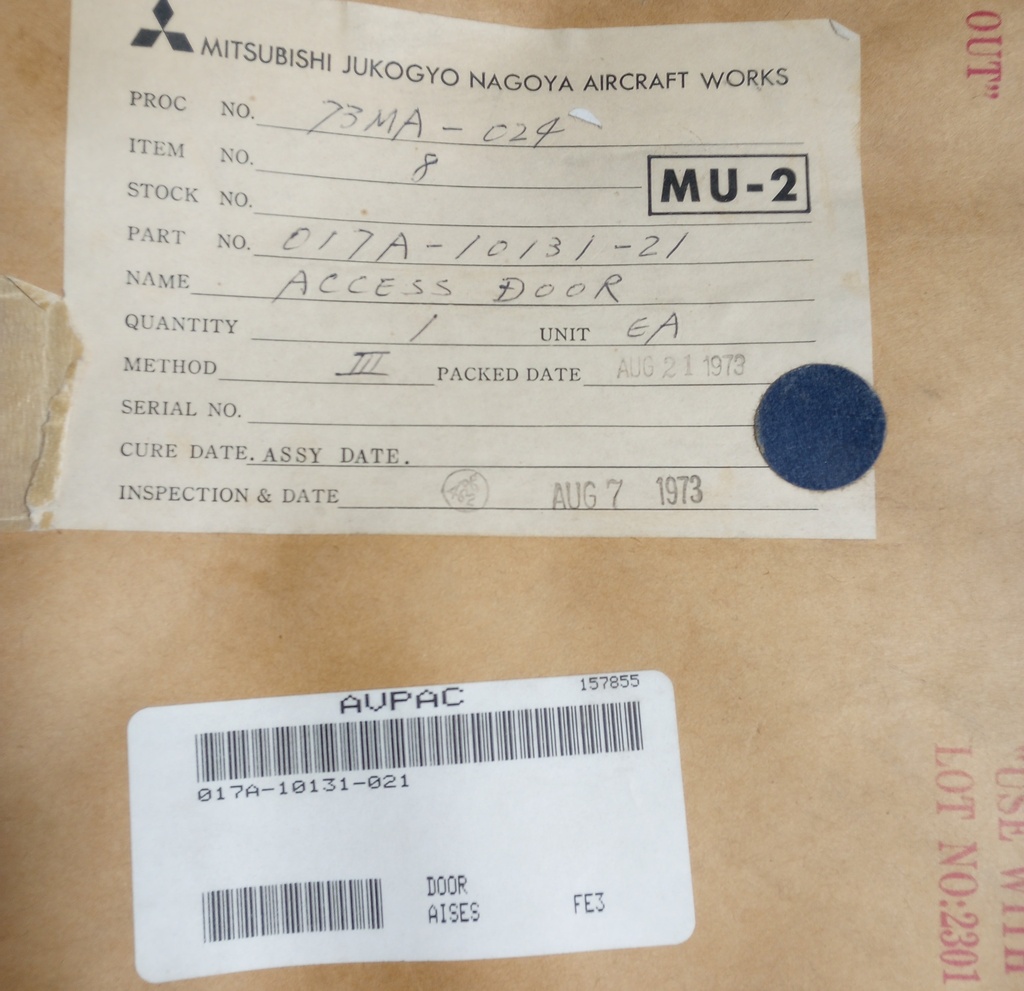 MITSUBISHI JUKOGYO NAGOYA AIRCRAFT WORKS
PROC NO. 73MA-024
ITEM NO. 8
MU-2
STOCK NO.
PART NO. 017A-10131-21
NAME ACCESS DOOR
QUANTITY 1 UNIT EA
METHOD III PACKED DATE AUG 21 1973
SERIAL NO.
CURE DATE. ASSY DATE.
INSPECTION & DATE AUG 7 1973
AVPAC 157855
017A-10131-021
DOOR
AISES FE3
OUT"
"USE WITH
LOT NO:2301